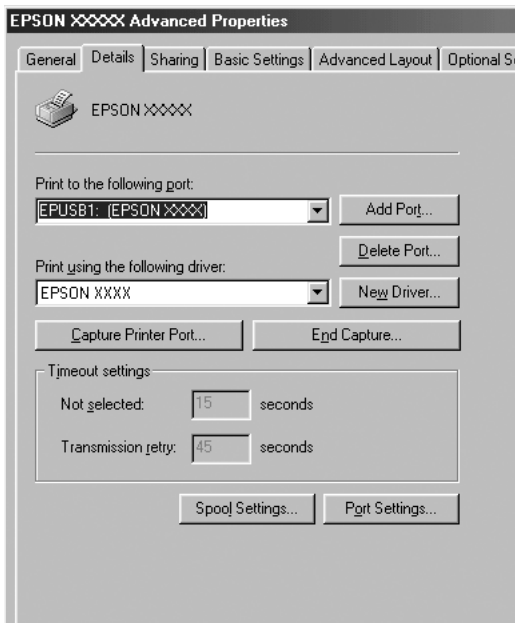 EPSON XXXXX Advanced Properties
General Details Sharing Basic Settings Advanced Layout Optional S
EPSON XXXXX
Print to the following port:
EPUSB1: (EPSON XXXX) Add Port...
Delete Port...
Print using the following driver:
EPSON XXXX New Driver...
Capture Printer Port... End Capture...
Timeout settings
Not selected: 15 seconds
Transmission retry: 45 seconds
Spool Settings... Port Settings...